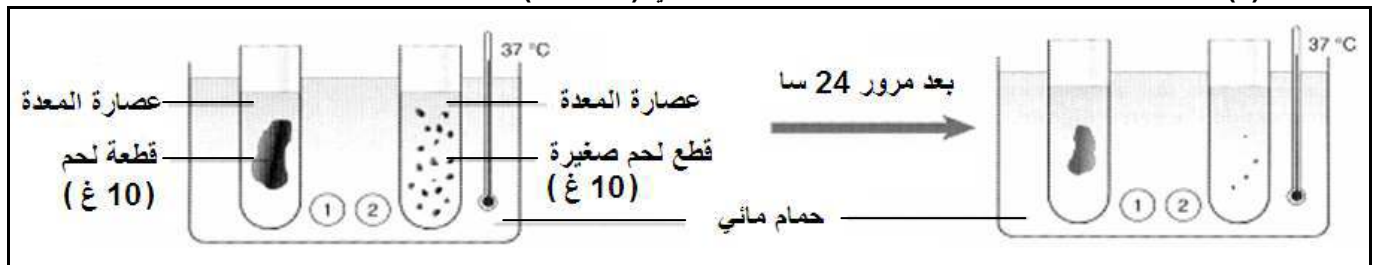 عصارة المعدة
قطعة لحم
(10 غ)
1 2
37 °C
عصارة المعدة
قطع لحم صغيرة
(10 غ)
حمام مائي
بعد مرور 24 سا
1 2
37 °C